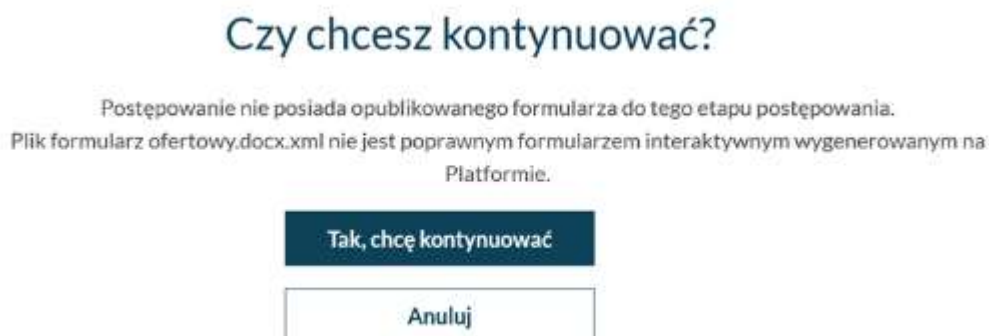 Czy chcesz kontynuować?
Postępowanie nie posiada opublikowanego formularza do tego etapu postępowania.
Plik formularz ofertowy.docx.xml nie jest poprawnym formularzem interaktywnym wygenerowanym na
Platformie.
Tak, chcę kontynuować
Anuluj